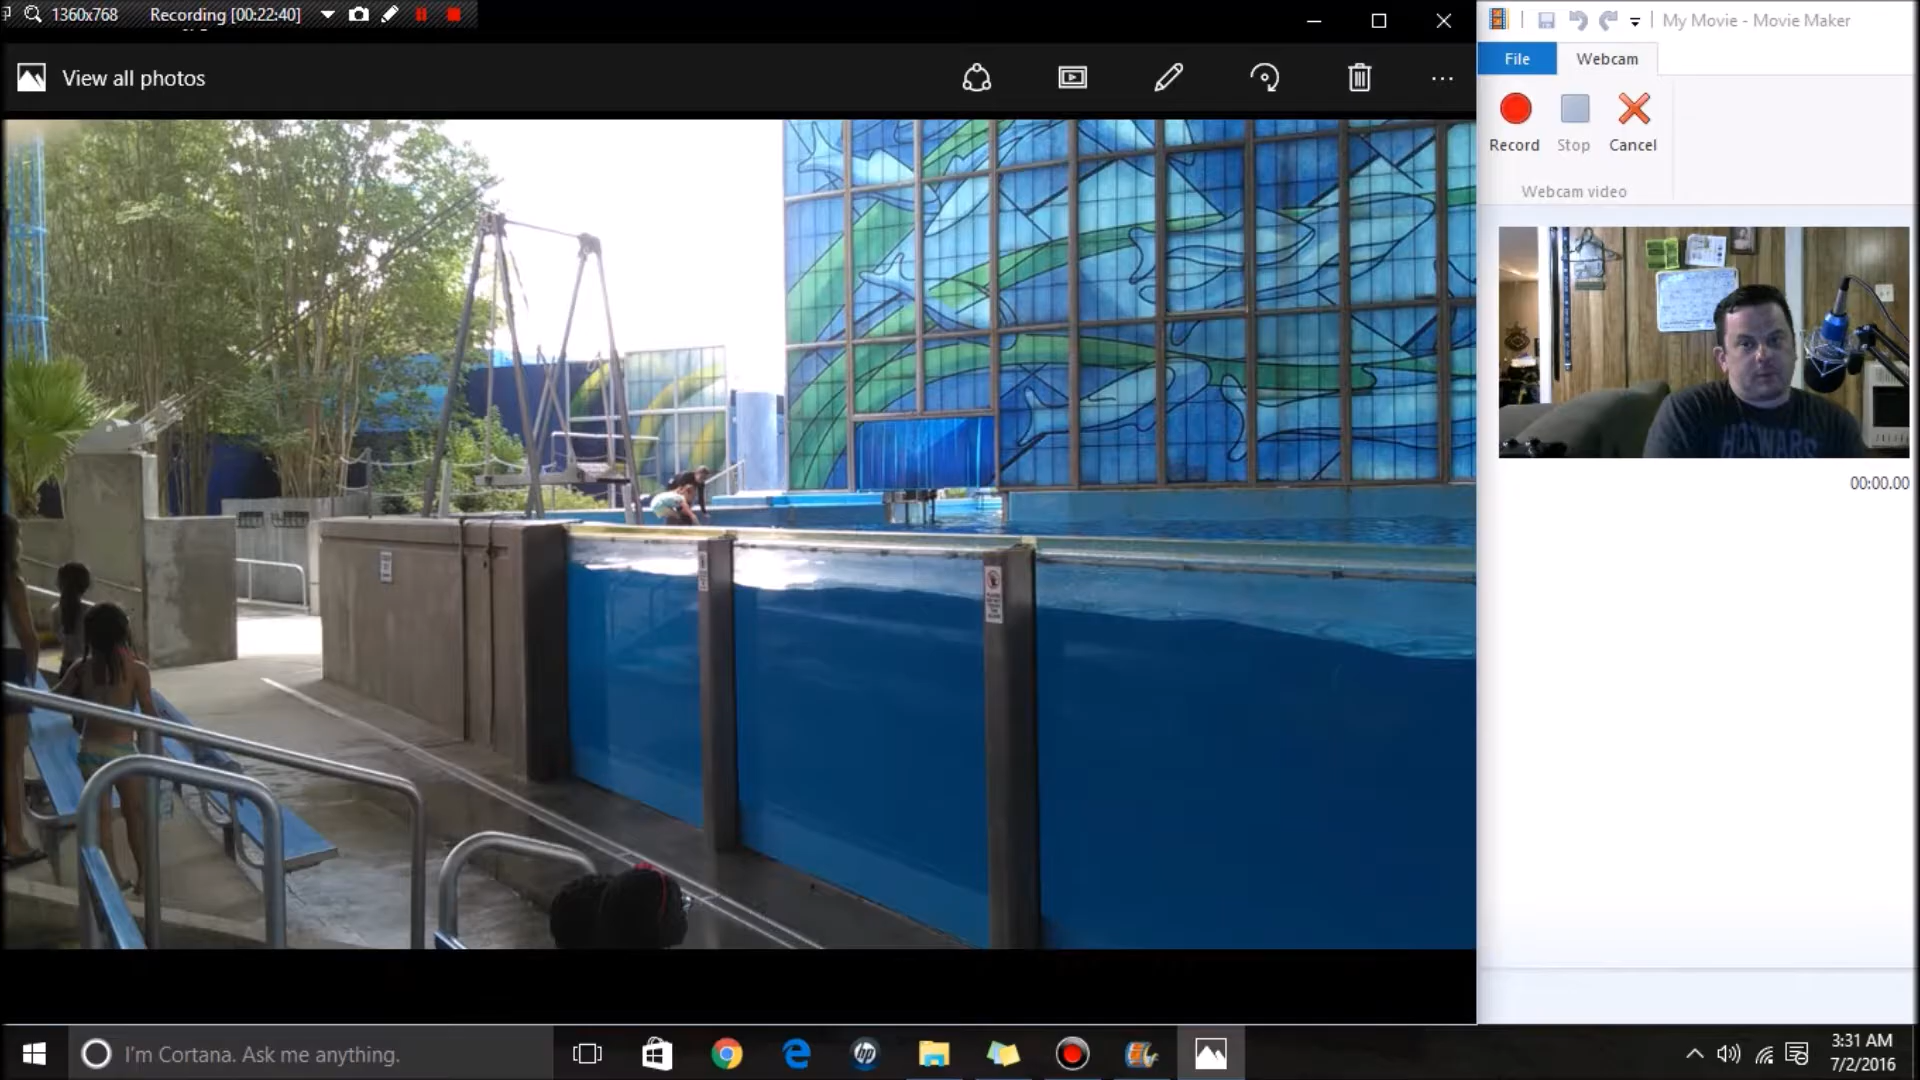 1360x768
Recording [00:22:40]
View all photos
My Movie - Movie Maker
File
Webcam
Record
Stop
Cancel
Webcam video
00:00.00
I'm Cortana. Ask me anything.
hp
3:31 AM
7/2/2016